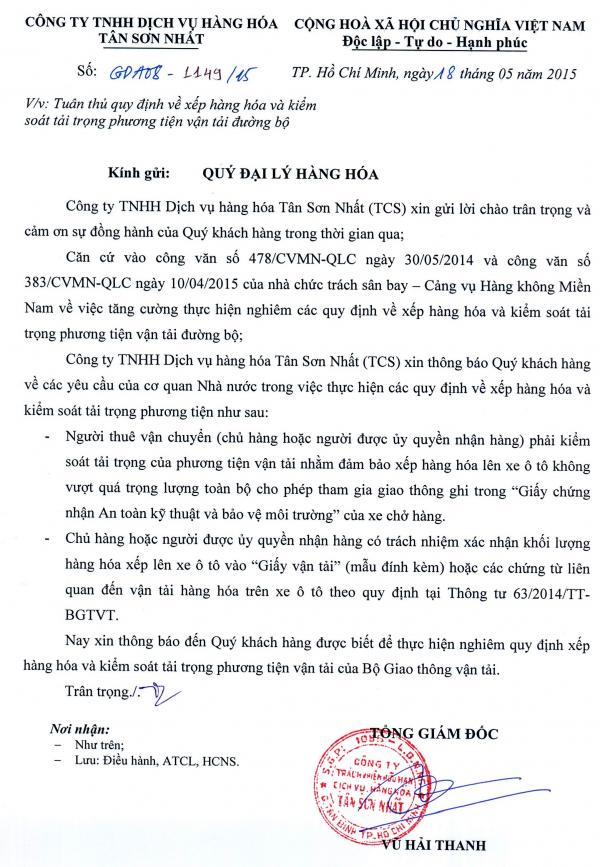 CÔNG TY TNHH DỊCH VỤ HÀNG HÓA
TÂN SƠN NHẤT
CỘNG HOÀ XÃ HỘI CHỦ NGHĨA VIỆT NAM
Độc lập - Tự do - Hạnh phúc
Số: GDA08 - 1149/15
TP. Hồ Chí Minh, ngày 18 tháng 05 năm 2015
V/v: Tuân thủ quy định về xếp hàng hóa và kiểm
soát tải trọng phương tiện vận tải đường bộ
Kính gửi: QUÝ ĐẠI LÝ HÀNG HÓA
Công ty TNHH Dịch vụ hàng hóa Tân Sơn Nhất (TCS) xin gửi lời chào trân trọng và
cảm ơn sự đồng hành của Quý khách hàng trong thời gian qua;
Căn cứ vào công văn số 478/CVMN-QLC ngày 30/05/2014 và công văn số
383/CVMN-QLC ngày 10/04/2015 của nhà chức trách sân bay – Cảng vụ Hàng không Miền
Nam về việc tăng cường thực hiện nghiêm các quy định về xếp hàng hóa và kiểm soát tải
trọng phương tiện vận tải đường bộ;
Công ty TNHH Dịch vụ hàng hóa Tân Sơn Nhất (TCS) xin thông báo Quý khách hàng
về các yêu cầu của cơ quan Nhà nước trong việc thực hiện các quy định về xếp hàng hóa và
kiểm soát tải trọng phương tiện như sau:
- Người thuê vận chuyển (chủ hàng hoặc người được ủy quyền nhận hàng) phải kiểm
soát tải trọng của phương tiện vận tải nhằm đảm bảo xếp hàng hóa lên xe ô tô không
vượt quá trọng lượng toàn bộ cho phép tham gia giao thông ghi trong “Giấy chứng
nhận An toàn kỹ thuật và bảo vệ môi trường” của xe chở hàng.
- Chủ hàng hoặc người được ủy quyền nhận hàng có trách nhiệm xác nhận khối lượng
hàng hóa xếp lên xe ô tô vào “Giấy vận tải” (mẫu đính kèm) hoặc các chứng từ liên
quan đến vận tải hàng hóa trên xe ô tô theo quy định tại Thông tư 63/2014/TT-
BGTVT.
Nay xin thông báo đến Quý khách hàng được biết để thực hiện nghiêm quy định xếp
hàng hóa và kiểm soát tải trọng phương tiện vận tải của Bộ Giao thông vận tải.
Trân trọng./.
Nơi nhận:
– Như trên;
– Lưu: Điều hành, ATCL, HCNS.
TỔNG GIÁM ĐỐC
CÔNG TY
TRÁCH NHIỆM HỮU HẠN
DỊCH VỤ HÀNG HÓA
TÂN SƠN NHẤT
Q.TÂN BÌNH T.P.HỒ CHÍ MINH
VŨ HẢI THANH